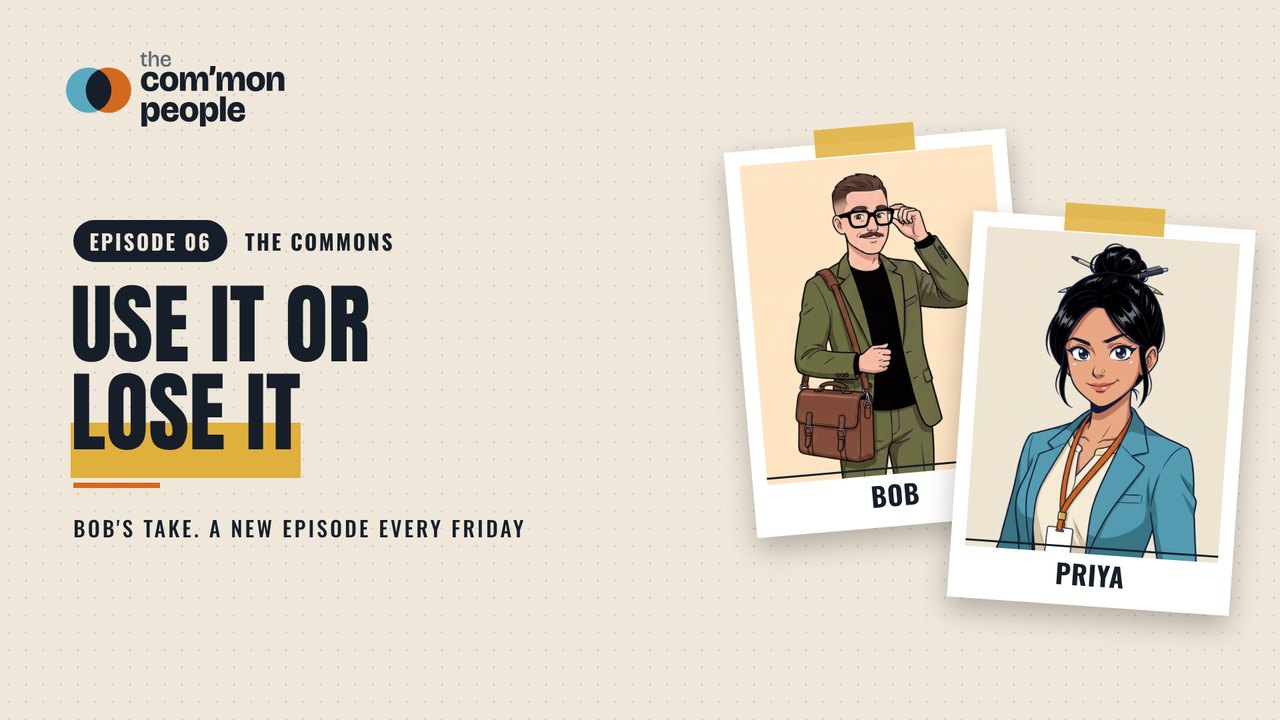 the
com'mon
people
EPISODE 06 THE COMMONS
USE IT OR
LOSE IT
BOB'S TAKE. A NEW EPISODE EVERY FRIDAY
BOB
PRIYA